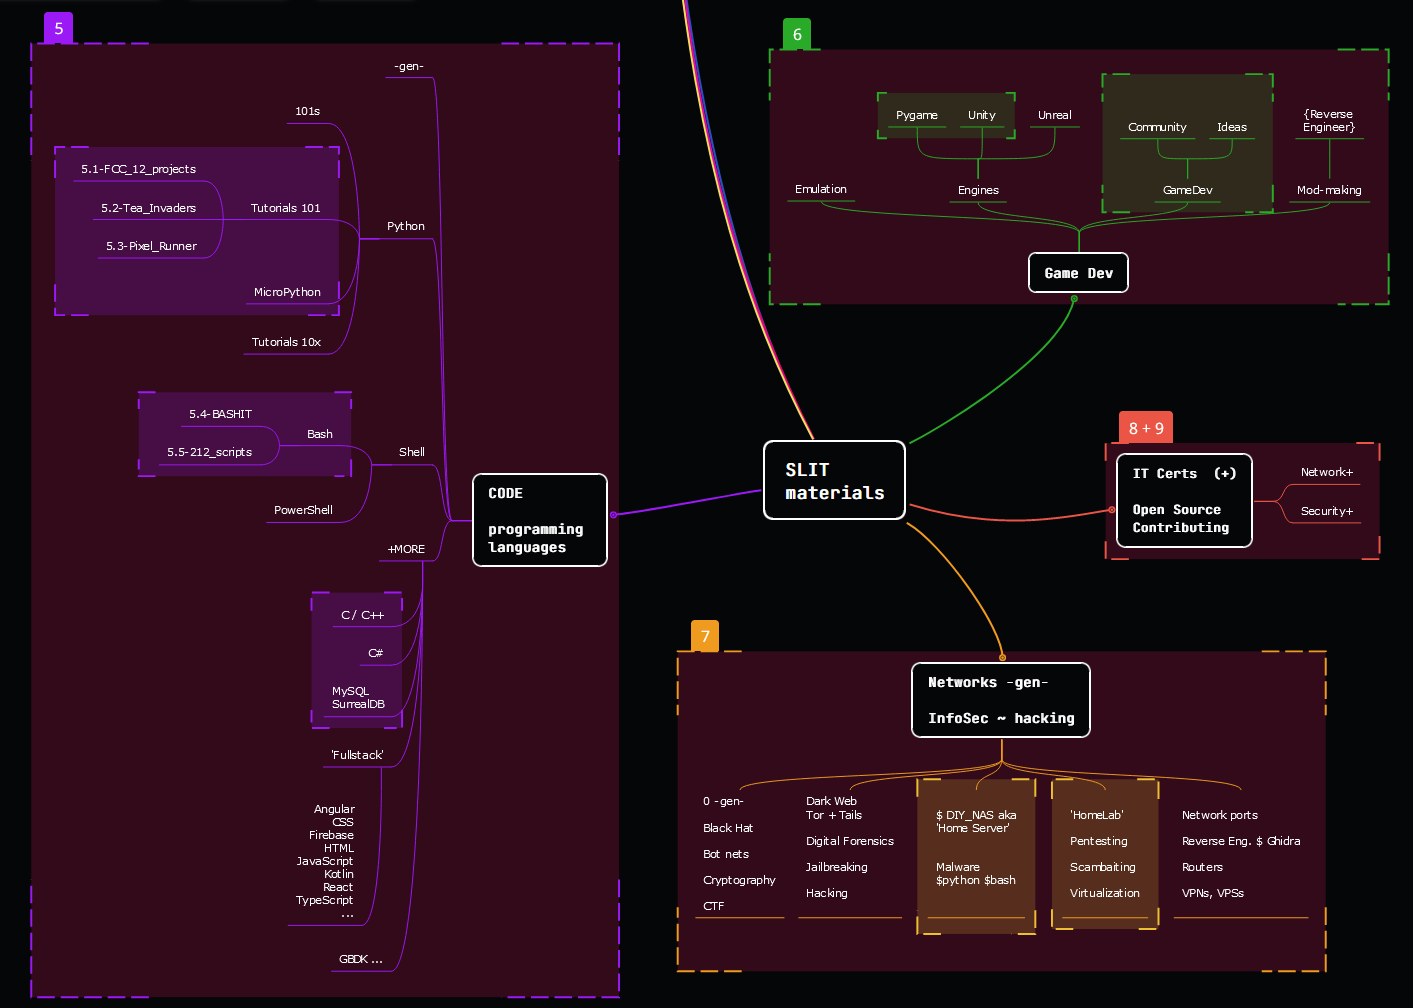 5
-gen-
101s
5.1-FCC_12_projects
5.2-Tea_Invaders
Tutorials 101
5.3-Pixel_Runner
Python
MicroPython
Tutorials 10x
5.4-BASHIT
Bash
5.5-212_scripts
Shell
PowerShell
+MORE
CODE
programming
languages
C / C++
C#
MySQL
SurrealDB
'Fullstack'
Angular
CSS
Firebase
HTML
JavaScript
Kotlin
React
TypeScript
...
GBDK ...
SLIT
materials
6
Pygame
Unity
Unreal
Community
Ideas
{Reverse
Engineer}
Emulation
Engines
GameDev
Mod-making
Game Dev
8 + 9
IT Certs (+)
Open Source
Contributing
Network+
Security+
7
Networks -gen-
InfoSec ~ hacking
0 -gen-
Black Hat
Bot nets
Cryptography
CTF
Dark Web
Tor + Tails
Digital Forensics
Jailbreaking
Hacking
$ DIY_NAS aka
'Home Server'
Malware
$python $bash
'HomeLab'
Pentesting
Scambaiting
Virtualization
Network ports
Reverse Eng. $ Ghidra
Routers
VPNs, VPSs